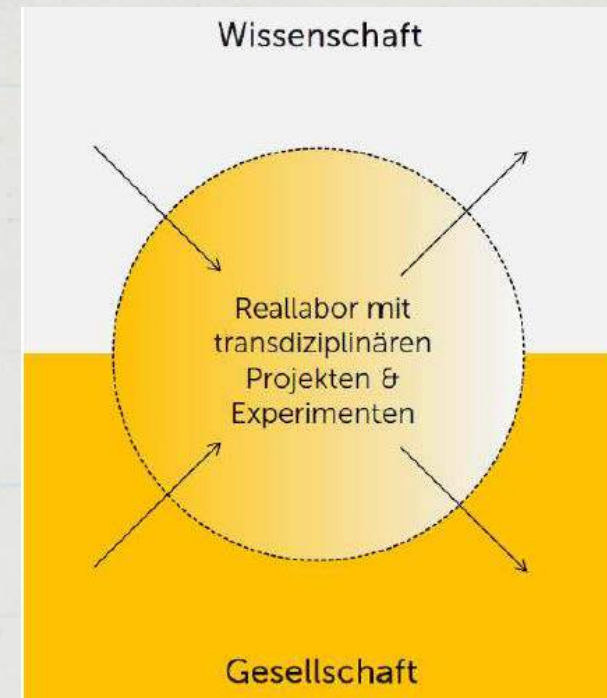 Wissenschaft
Reallabor mit
transdiziplinären
Projekten &
Experimenten
Gesellschaft